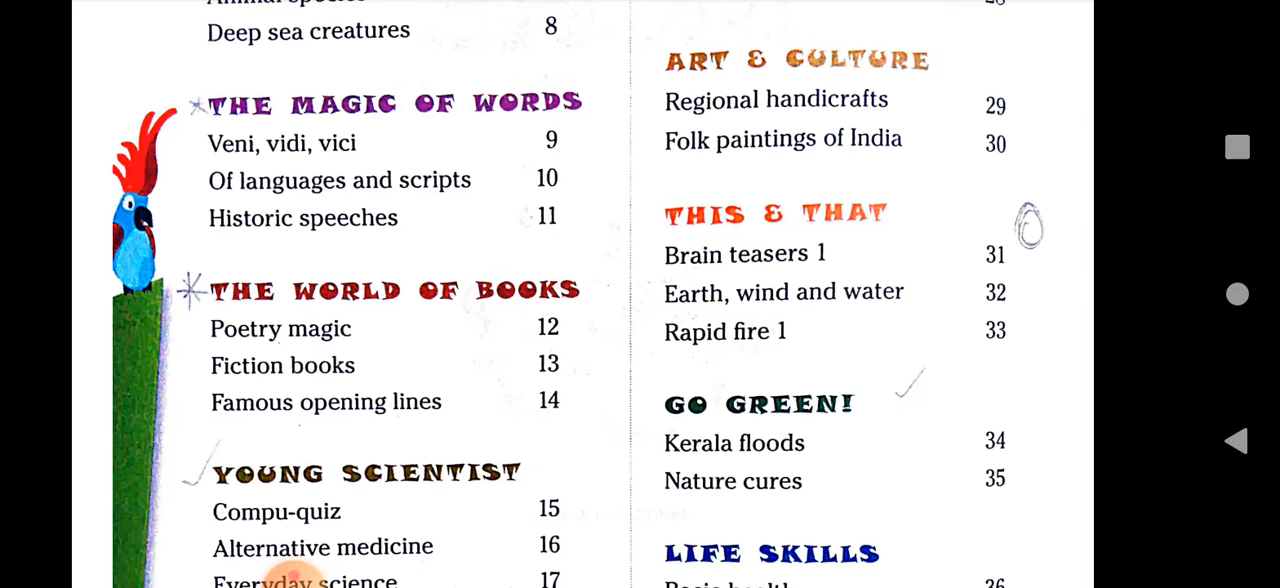 Deep sea creatures 8
THE MAGIC OF WORDS
Veni, vidi, vici 9
Of languages and scripts 10
Historic speeches 11
THE WORLD OF BOOKS
Poetry magic 12
Fiction books 13
Famous opening lines 14
YOUNG SCIENTIST
Compu-quiz 15
Alternative medicine 16
Everyday science 17
ART & CULTURE
Regional handicrafts 29
Folk paintings of India 30
THIS & THAT
Brain teasers 1 31
Earth, wind and water 32
Rapid fire 1 33
GO GREEN!
Kerala floods 34
Nature cures 35
LIFE SKILLS